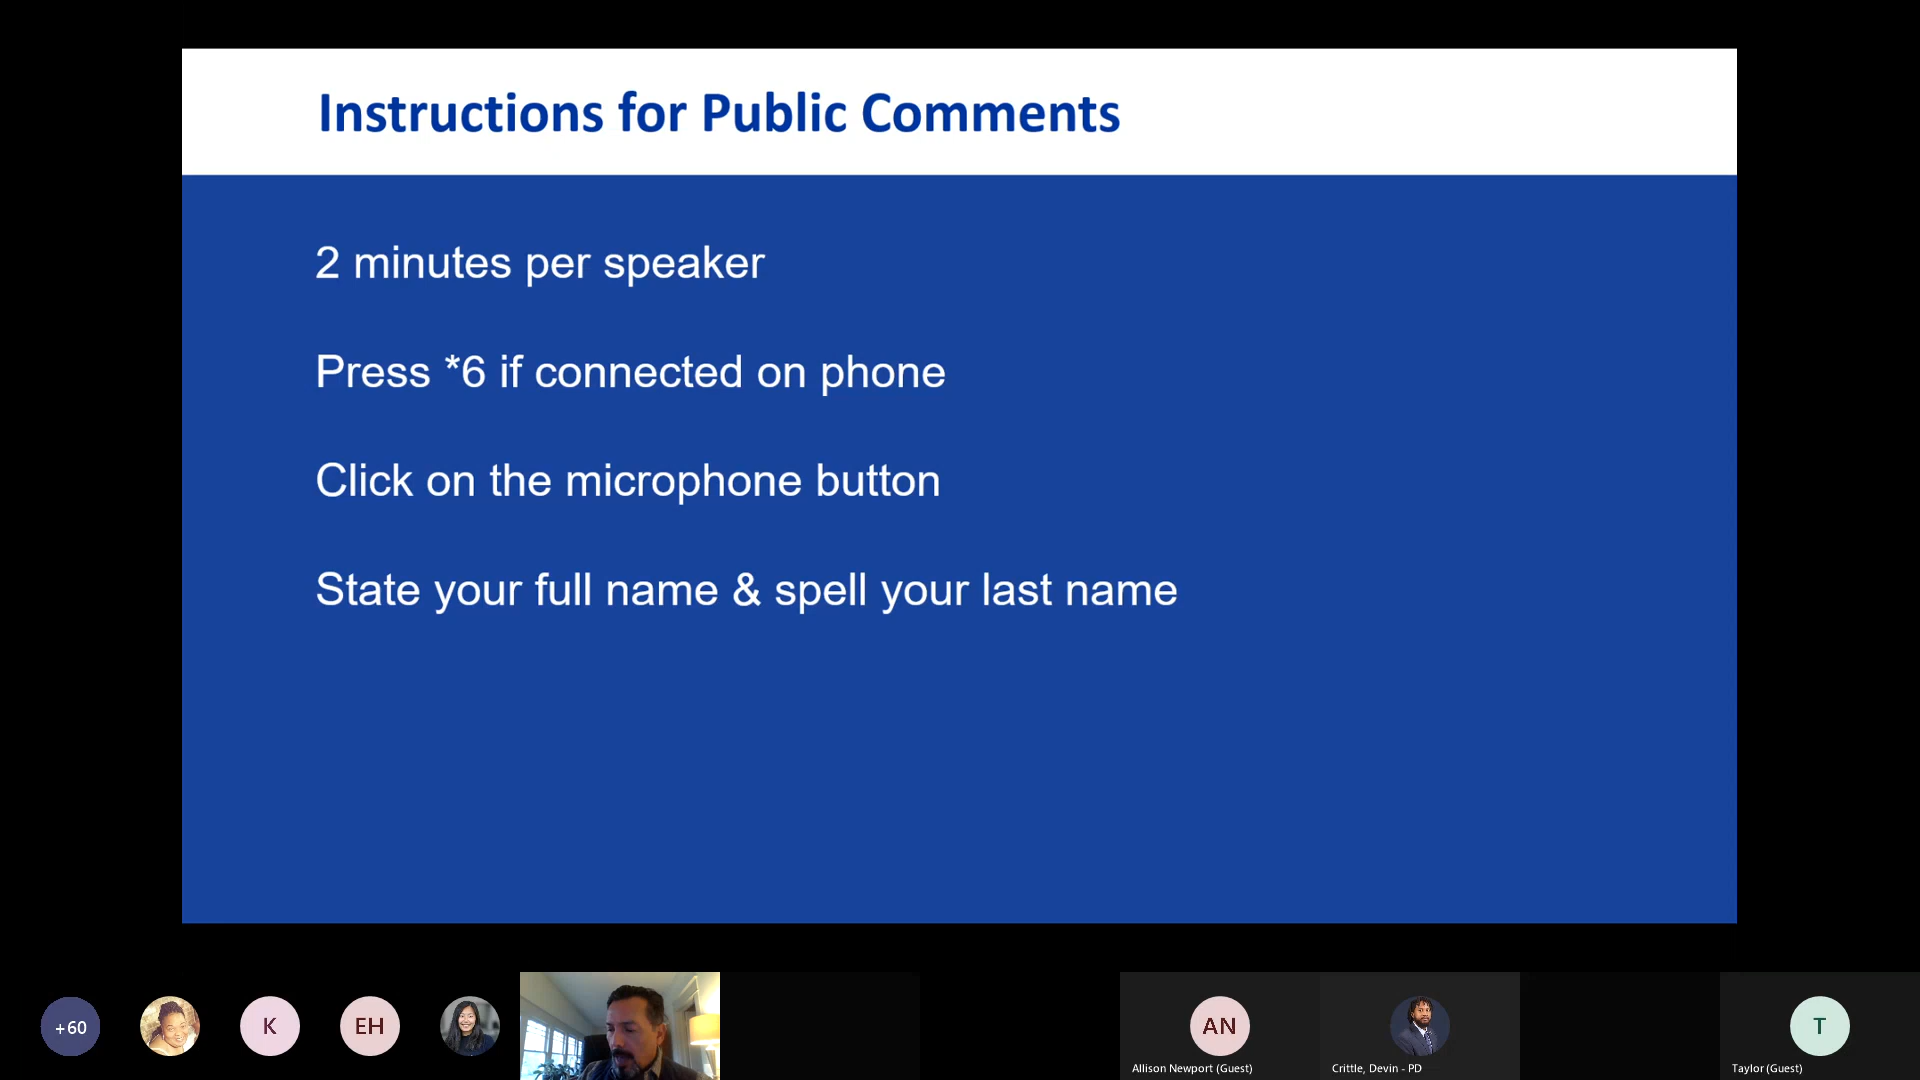 Instructions for Public Comments
2 minutes per speaker
Press *6 if connected on phone
Click on the microphone button
State your full name & spell your last name
+60
K
EH
AN
T
Allison Newport (Guest)
Crittle, Devin - PD
Taylor (Guest)